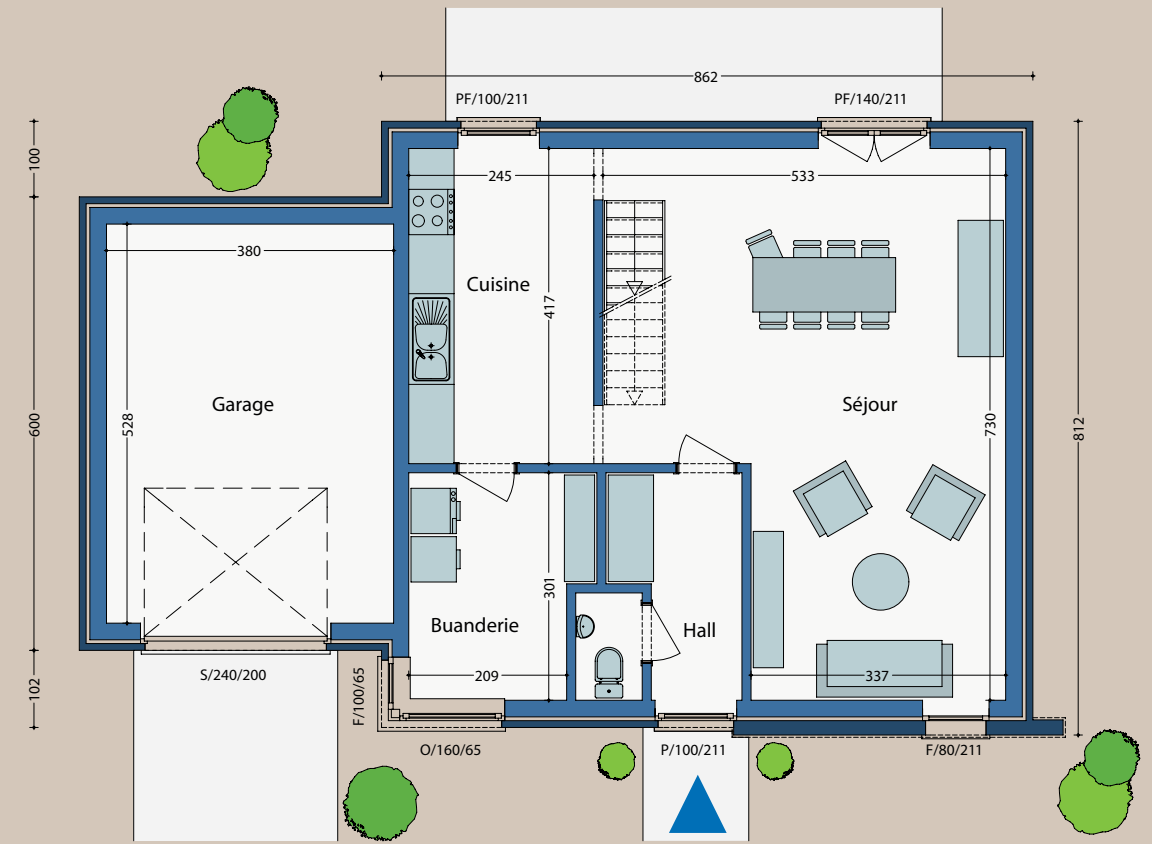 862
PF/100/211
PF/140/211
100
245
533
380
Cuisine
417
Garage
Séjour
600
528
730
812
301
Buanderie
Hall
102
S/240/200
F/100/65
209
337
O/160/65
P/100/211
F/80/211